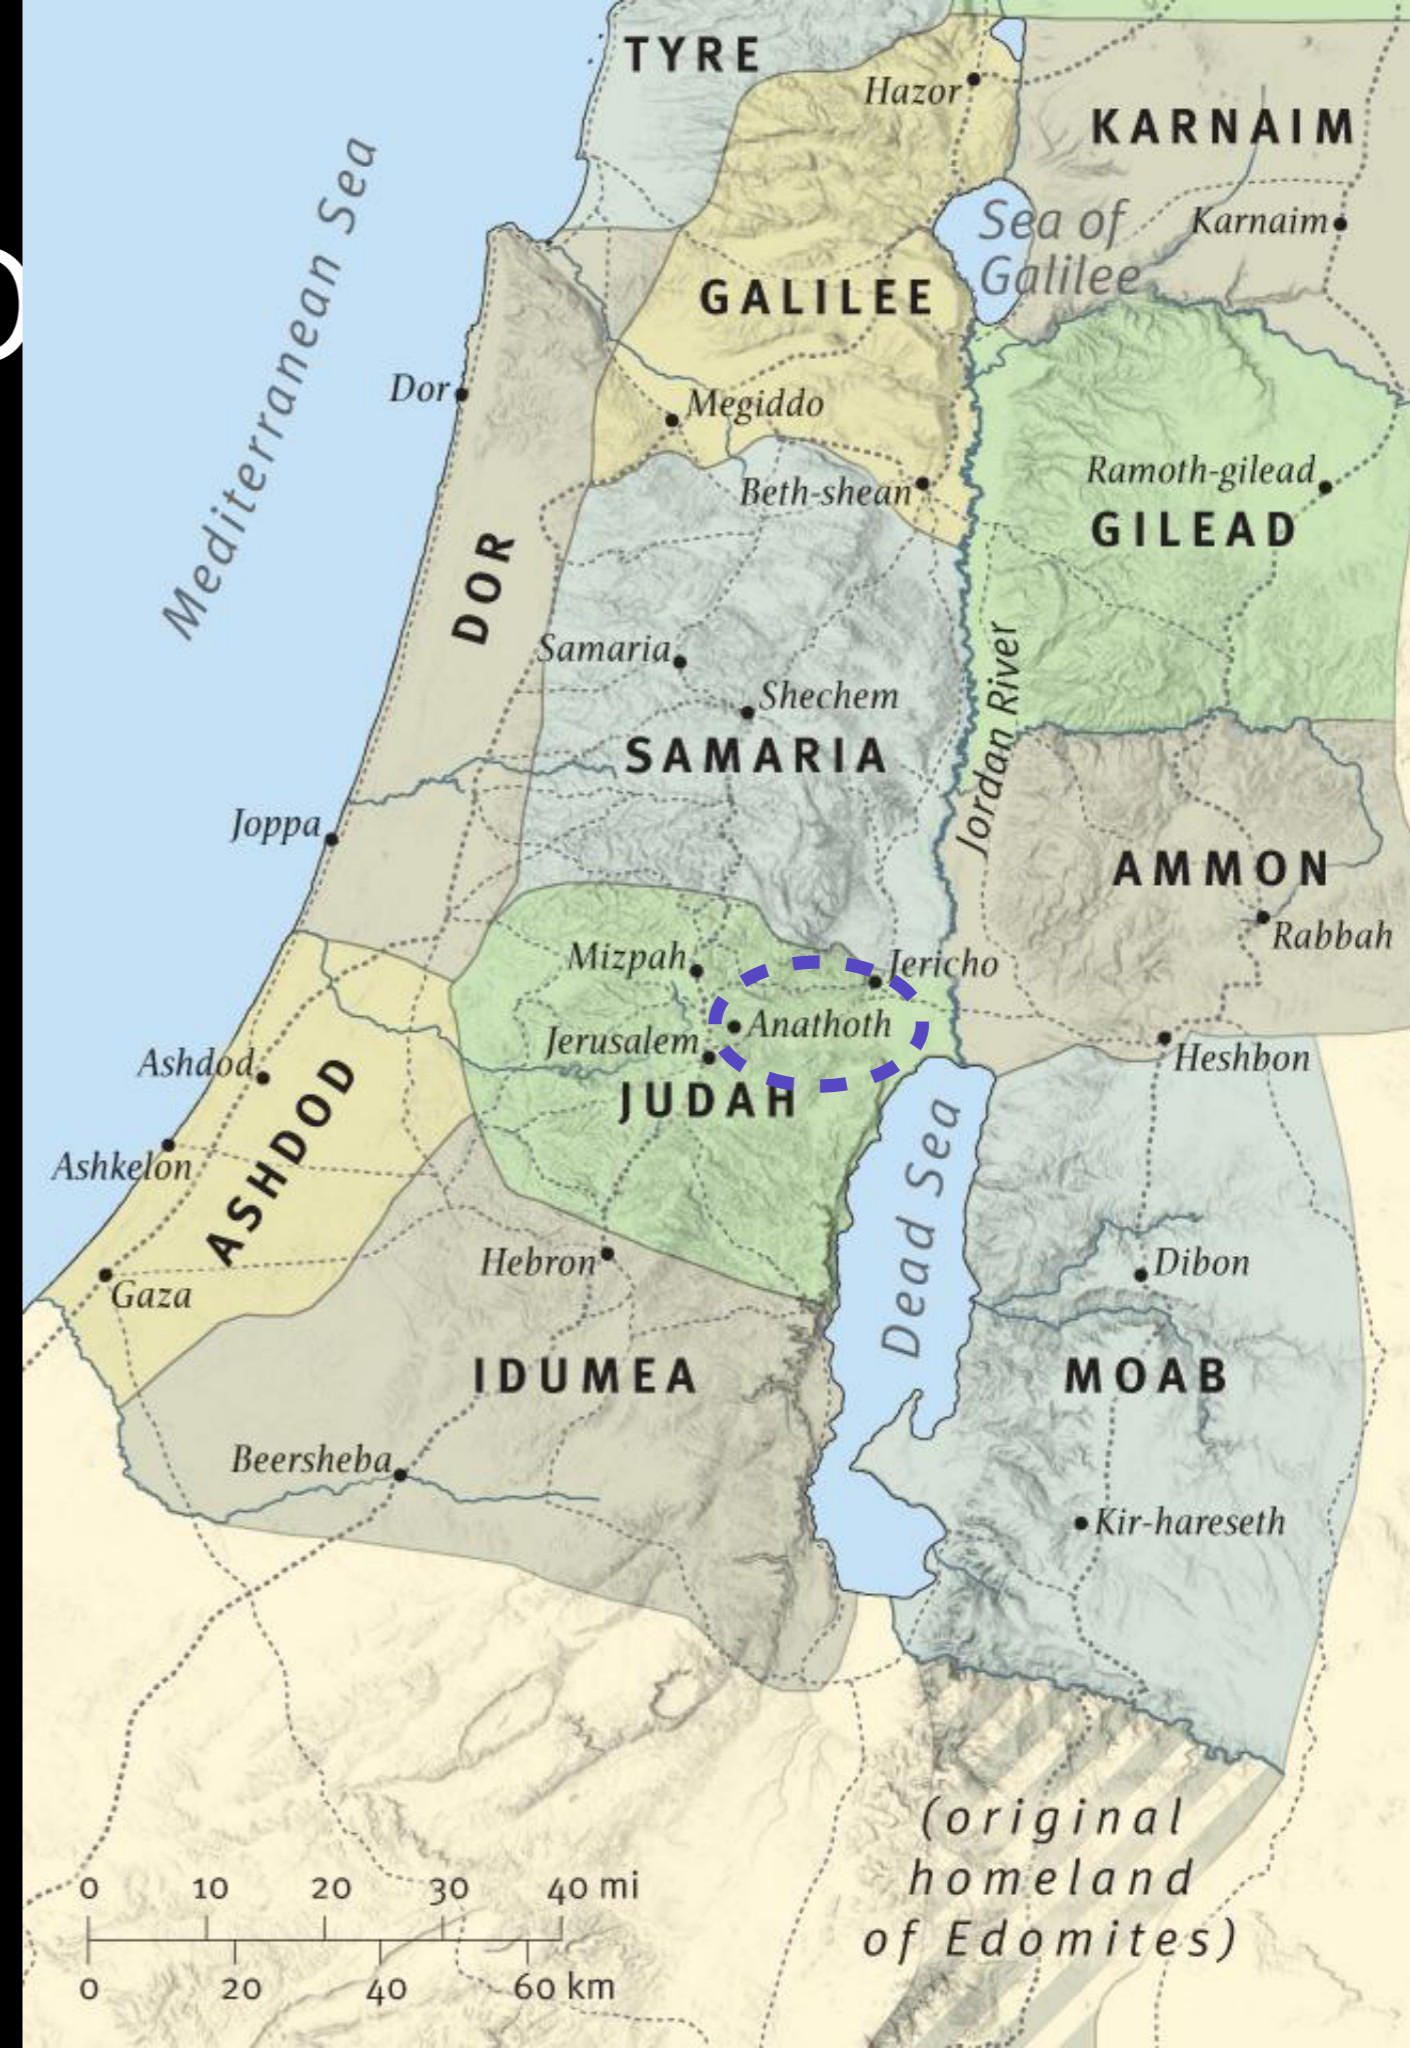 TYRE
Hazor
KARNAIM
Mediterranean Sea
Sea of
Galilee
Karnaim
GALILEE
Dor
Megiddo
Ramoth-gilead
Beth-shean
GILEAD
DOR
Samaria
Shechem
Jordan River
SAMARIA
Joppa
AMMON
Rabbah
Mizpah
Jericho
Anathoth
Jerusalem
Heshbon
Ashdod
JUDAH
ASHDOD
Dead Sea
Ashkelon
Hebron
Dibon
Gaza
IDUMEA
MOAB
Beersheba
Kir-hareseth
(original
homeland
of Edomites)
0 10 20 30 40 mi
0 20 40 60 km